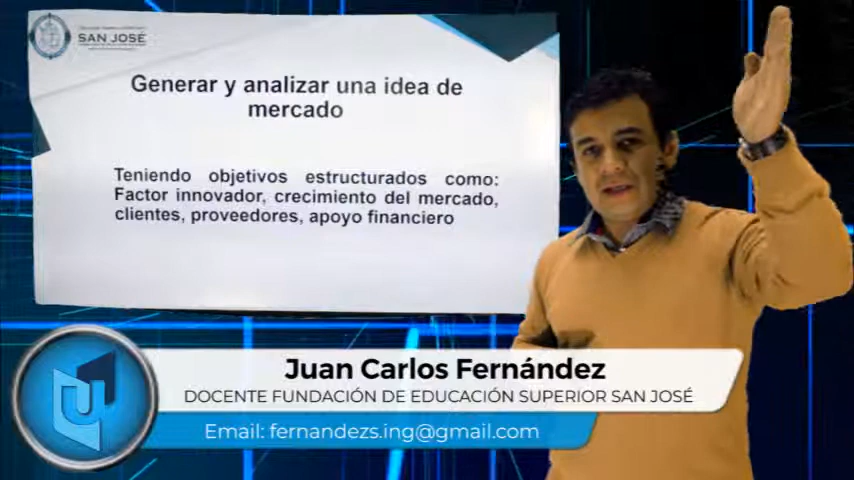 SAN JOSÉ
Generar y analizar una idea de
mercado
Teniendo objetivos estructurados como:
Factor innovador, crecimiento del mercado,
clientes, proveedores, apoyo financiero
Juan Carlos Fernández
DOCENTE FUNDACIÓN DE EDUCACIÓN SUPERIOR SAN JOSÉ
Email: fernandezs.ing@gmail.com